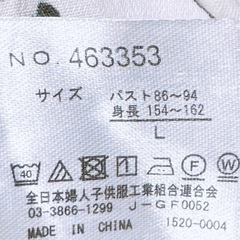 NO. 463353
サイズ バスト86～94
身長 154～162
L
40 P W
全日本婦人子供服工業組合連合会
03-3866-1299 J-GF0052
MADE IN CHINA 1520-0004